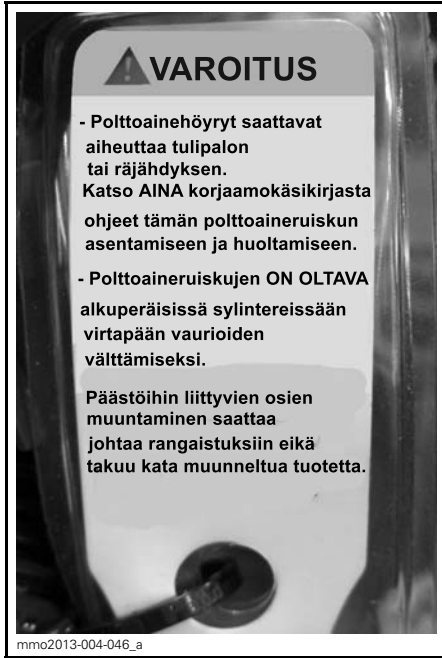 VAROITUS
- Polttoainehöyryt saattavat
aiheuttaa tulipalon
tai räjähdyksen.
Katso AINA korjaamokäsikirjasta
ohjeet tämän polttoaineruiskun
asentamiseen ja huoltamiseen.
- Polttoaineruiskujen ON OLTAVA
alkuperäisissä sylintereissään
virtapään vaurioiden
välttämiseksi.
Päästöihin liittyvien osien
muuntaminen saattaa
johtaa rangaistuksiin eikä
takuu kata muunneltua tuotetta.
mmo2013-004-046_a